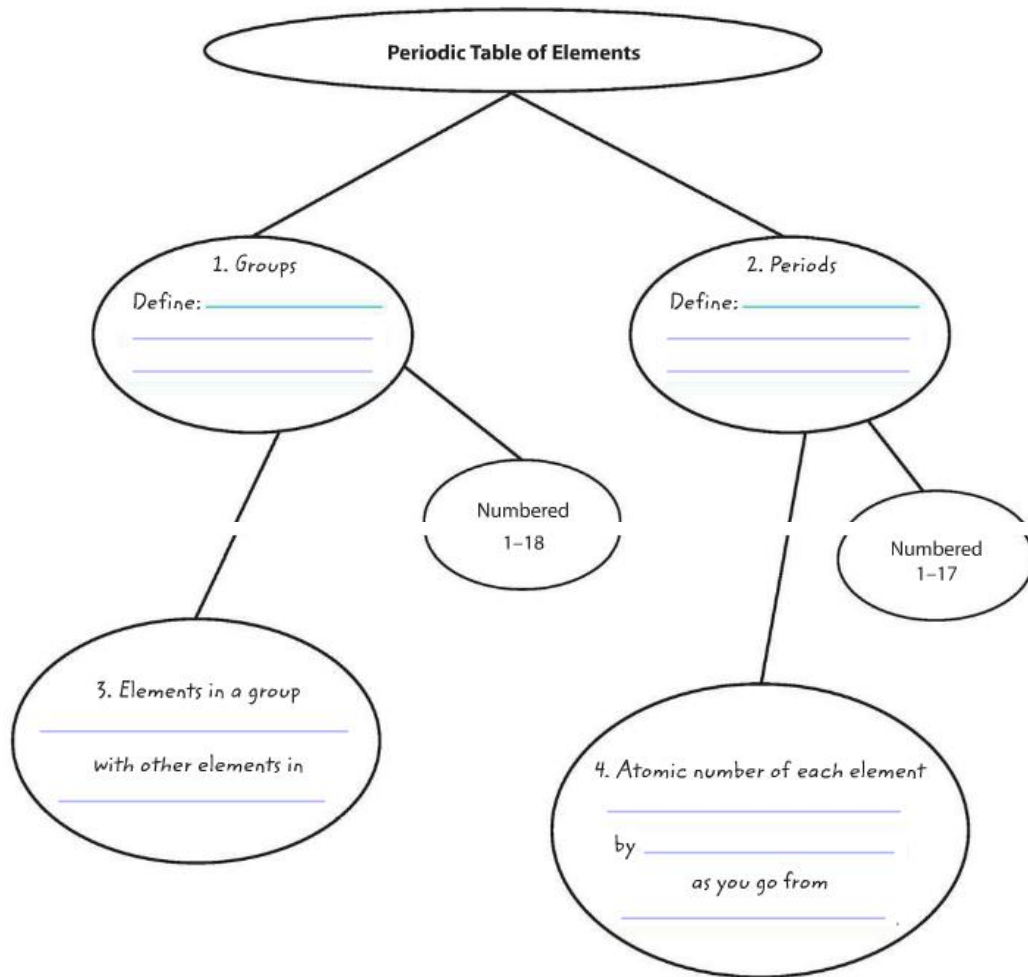 Periodic Table of Elements
1. Groups
Define:
2. Periods
Define:
Numbered
1–18
Numbered
1–17
3. Elements in a group
with other elements in
4. Atomic number of each element
by
as you go from
.